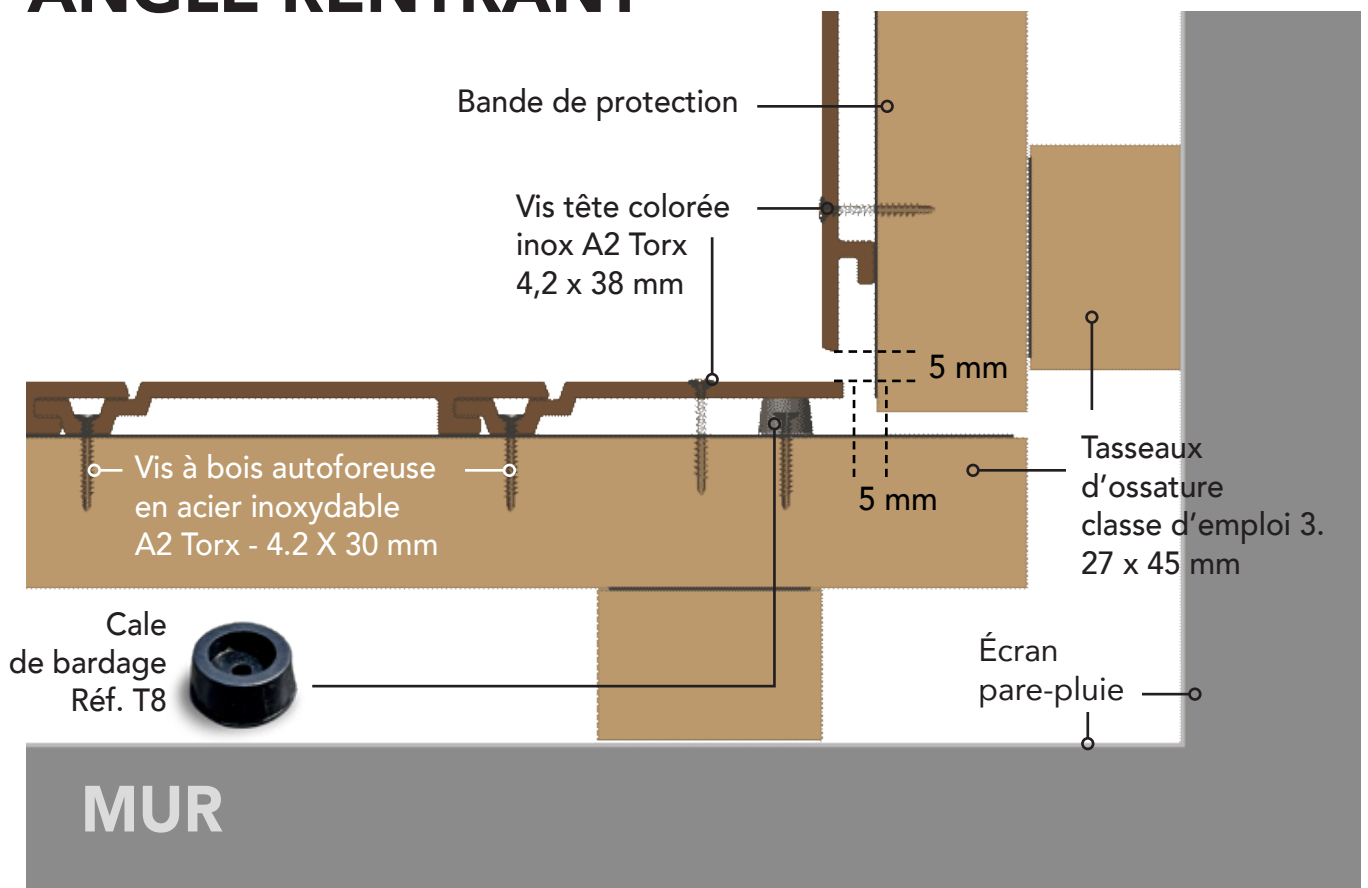 ANGLE RENTRANT
Bande de protection
Vis tête colorée
inox A2 Torx
4,2 x 38 mm
5 mm
5 mm
Vis à bois autoforeuse
en acier inoxydable
A2 Torx - 4.2 X 30 mm
Tasseaux
d'ossature
classe d'emploi 3.
27 x 45 mm
Cale
de bardage
Réf. T8
Écran
pare-pluie
MUR